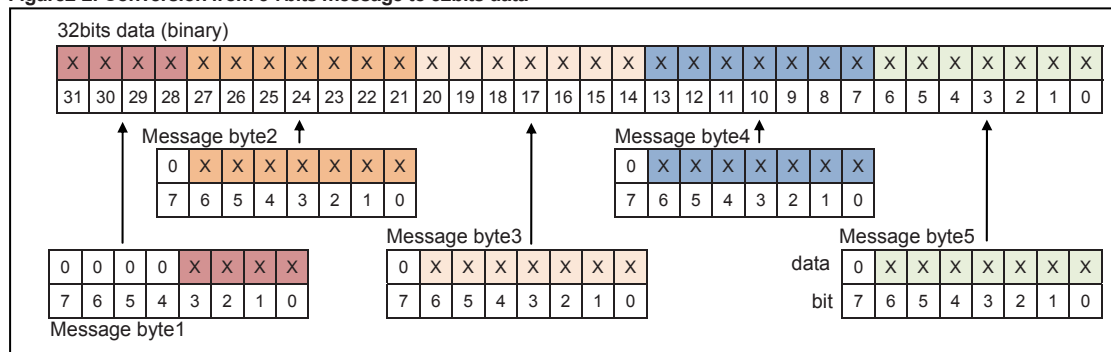 Conversion from message to 32bits data
32bits data (binary)
X X X X X X X X X X X X X X X X X X X X X X X X X X X X X X X X
31 30 29 28 27 26 25 24 23 22 21 20 19 18 17 16 15 14 13 12 11 10 9 8 7 6 5 4 3 2 1 0
Message byte2
0 X X X X X X X
7 6 5 4 3 2 1 0
Message byte4
0 X X X X X X X
7 6 5 4 3 2 1 0
0 0 0 0 X X X X
7 6 5 4 3 2 1 0
Message byte1
Message byte3
0 X X X X X X X
7 6 5 4 3 2 1 0
Message byte5
data 0 X X X X X X X
bit 7 6 5 4 3 2 1 0